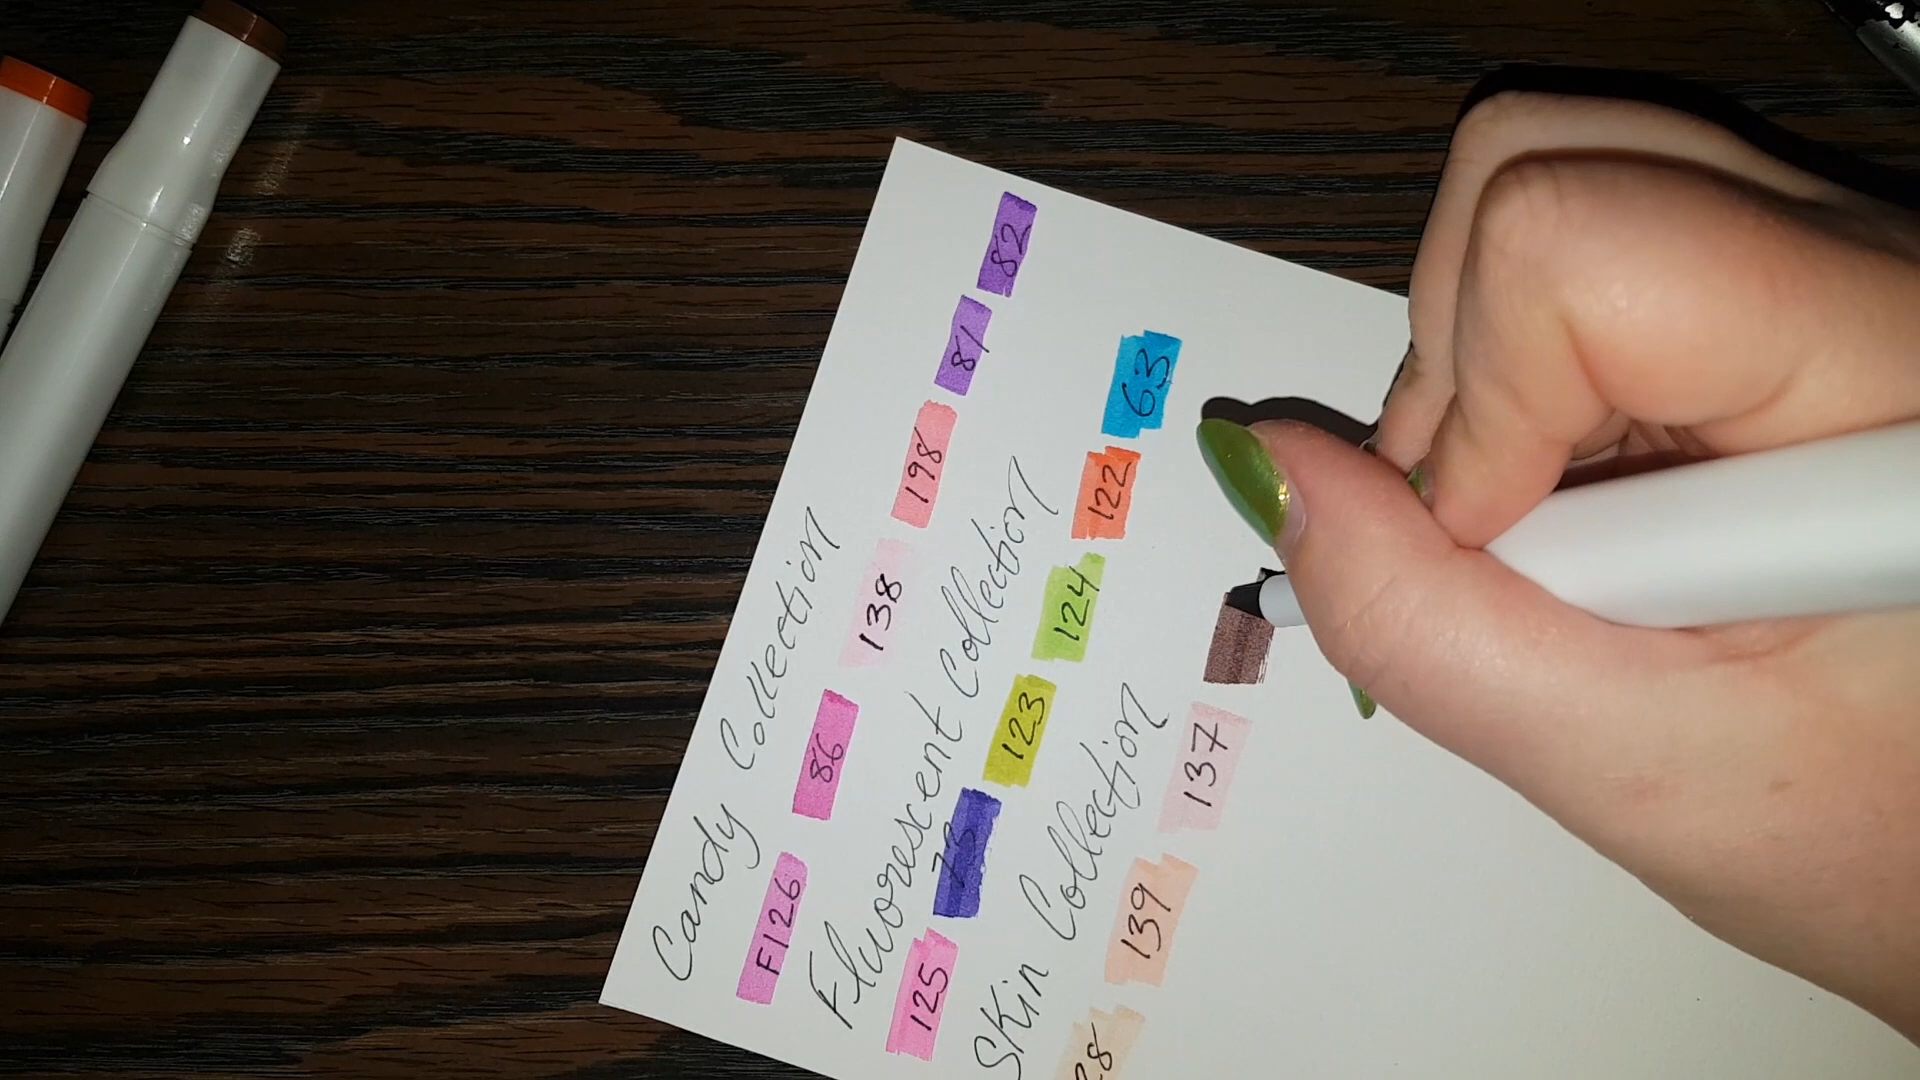 Candy Collection
F126 86 138 198 81 82
Fluorescent Collection
125 73 123 124 122 63
Skin Collection
139 137